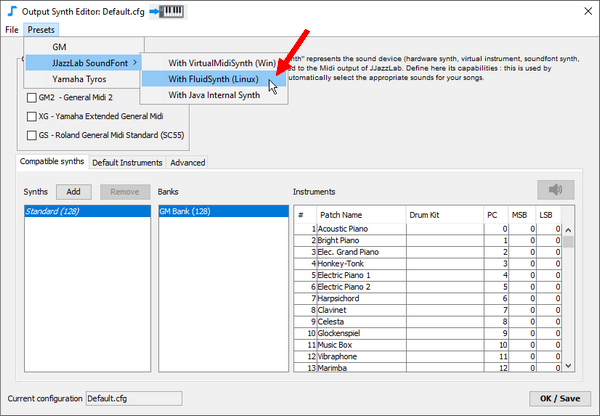 Output Synth Editor: Default.cfg
File Presets
GM
JJazzLab SoundFont
Yamaha Tyros
With VirtualMidiSynth (Win)
With FluidSynth (Linux)
With Java Internal Synth
nth" represents the sound device (hardware synth, virtual instrument, soundfont synth,
ed to the Midi output of JJazzLab. Define here its capabilities : this is used by
automatically select the appropriate sounds for your songs.
GM2 - General Midi 2
XG - Yamaha Extended General Midi
GS - Roland General Midi Standard (SC55)
Compatible synths Default Instruments Advanced
Synths Add Remove Banks Instruments
Standard (128) GM Bank (128)
# Patch Name Drum Kit PC MSB LSB
1 Acoustic Piano 0 0 0
2 Bright Piano 1 0 0
3 Elec. Grand Piano 2 0 0
4 Honkey-Tonk 3 0 0
5 Electric Piano 1 4 0 0
6 Electric Piano 2 5 0 0
7 Harpsichord 6 0 0
8 Clavinet 7 0 0
9 Celesta 8 0 0
10 Glockenspiel 9 0 0
11 Music Box 10 0 0
12 Vibraphone 11 0 0
13 Marimba 12 0 0
Current configuration Default.cfg OK / Save